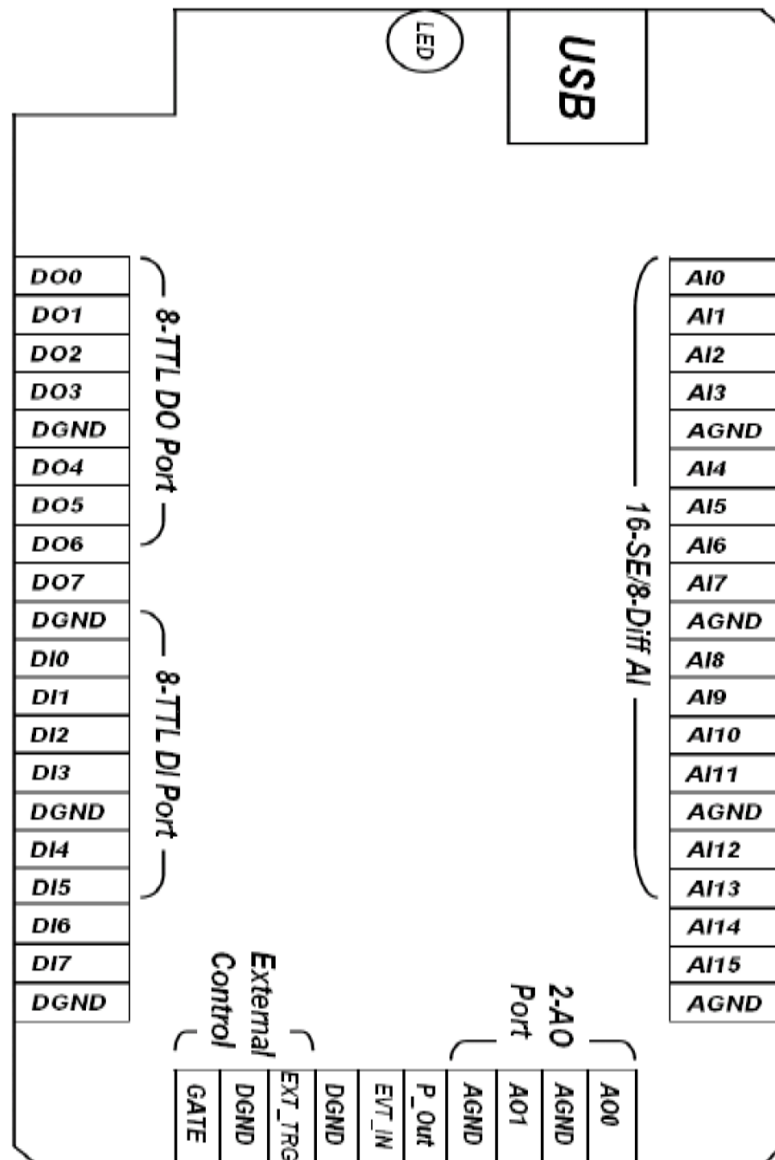 LED
USB
DO0
DO1
DO2
DO3
DGND
DO4
DO5
DO6
DO7
DGND
DI0
DI1
DI2
DI3
DGND
DI4
DI5
DI6
DI7
DGND
8-TTL DO Port
8-TTL DI Port
16-SE/8-Diff AI
AI0
AI1
AI2
AI3
AGND
AI4
AI5
AI6
AI7
AGND
AI8
AI9
AI10
AI11
AGND
AI12
AI13
AI14
AI15
AGND
External
Control
2-AO
Port
GATE
DGND
EXT_TRG
DGND
EVT_IN
P_Out
AGND
AO1
AGND
AO0